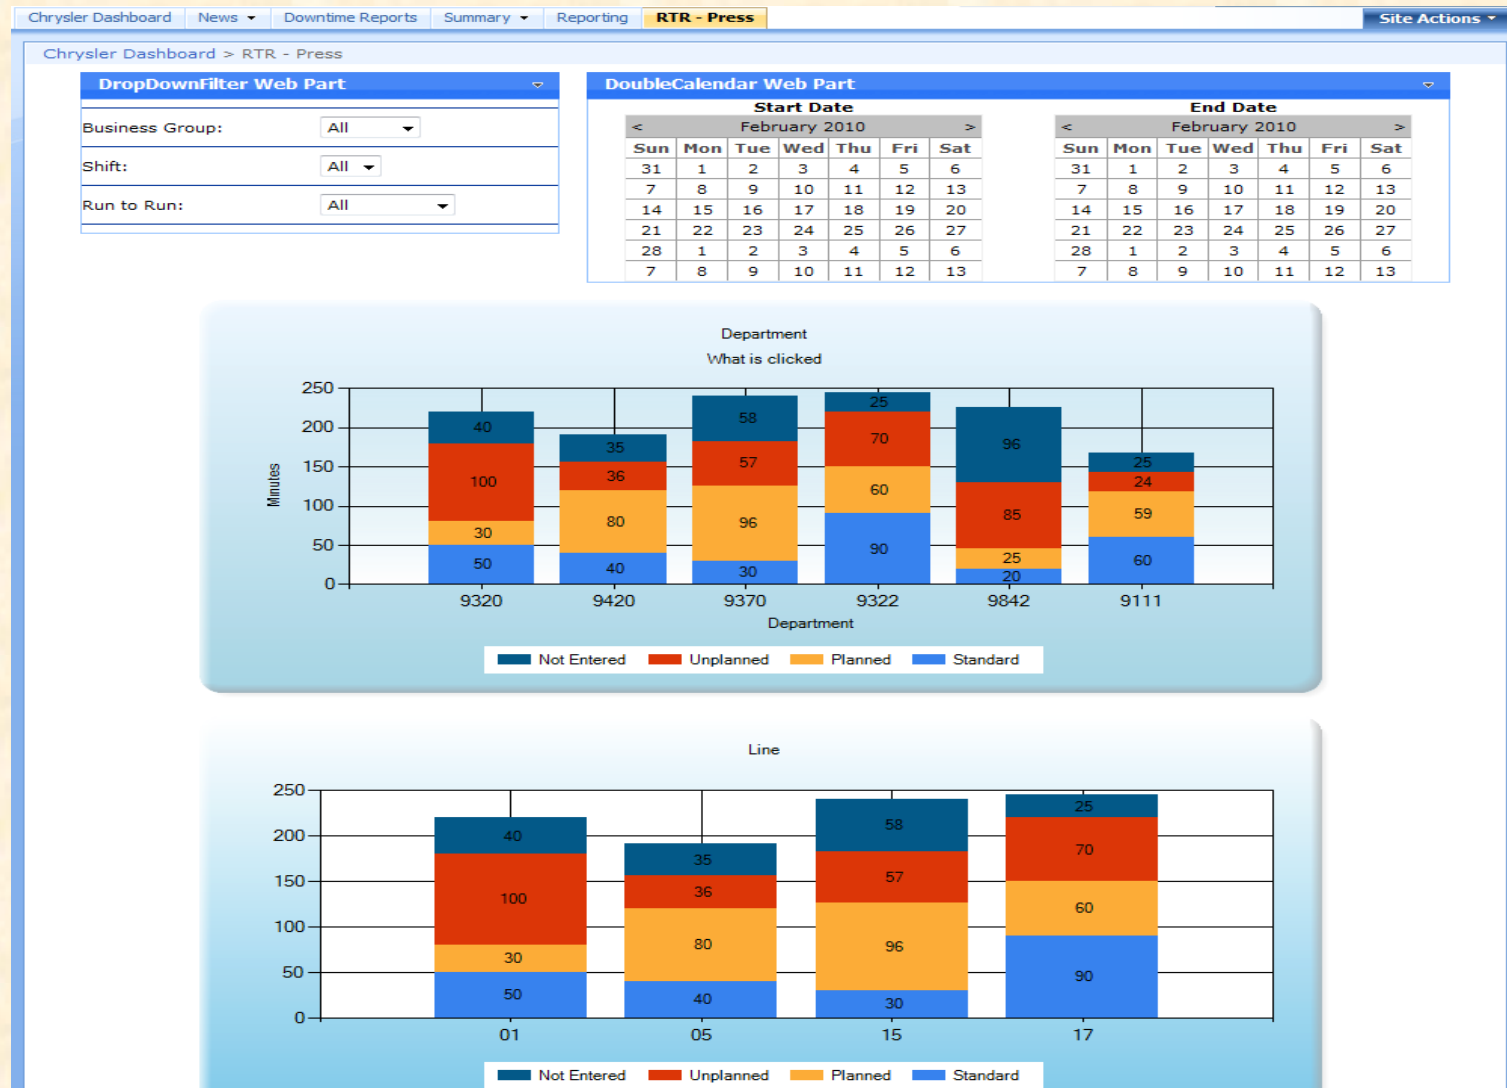 Chrysler Dashboard News Downtime Reports Summary Reporting RTR - Press Site Actions
Chrysler Dashboard > RTR - Press
DropDownFilter Web Part
Business Group: All
Shift: All
Run to Run: All
DoubleCalendar Web Part
Start Date
< February 2010 >
Sun Mon Tue Wed Thu Fri Sat
31 1 2 3 4 5 6
7 8 9 10 11 12 13
14 15 16 17 18 19 20
21 22 23 24 25 26 27
28 1 2 3 4 5 6
7 8 9 10 11 12 13
End Date
< February 2010 >
Sun Mon Tue Wed Thu Fri Sat
31 1 2 3 4 5 6
7 8 9 10 11 12 13
14 15 16 17 18 19 20
21 22 23 24 25 26 27
28 1 2 3 4 5 6
7 8 9 10 11 12 13
Department
What is clicked
Minutes
250
200
150
100
50
0
40
100
30
50
35
36
80
40
58
57
96
30
25
70
60
90
96
85
25
20
25
24
59
60
9320 9420 9370 9322 9842 9111
Department
Not Entered Unplanned Planned Standard
Line
250
200
150
100
50
0
40
100
30
50
35
36
80
40
58
57
96
30
25
70
60
90
01 05 15 17
Not Entered Unplanned Planned Standard